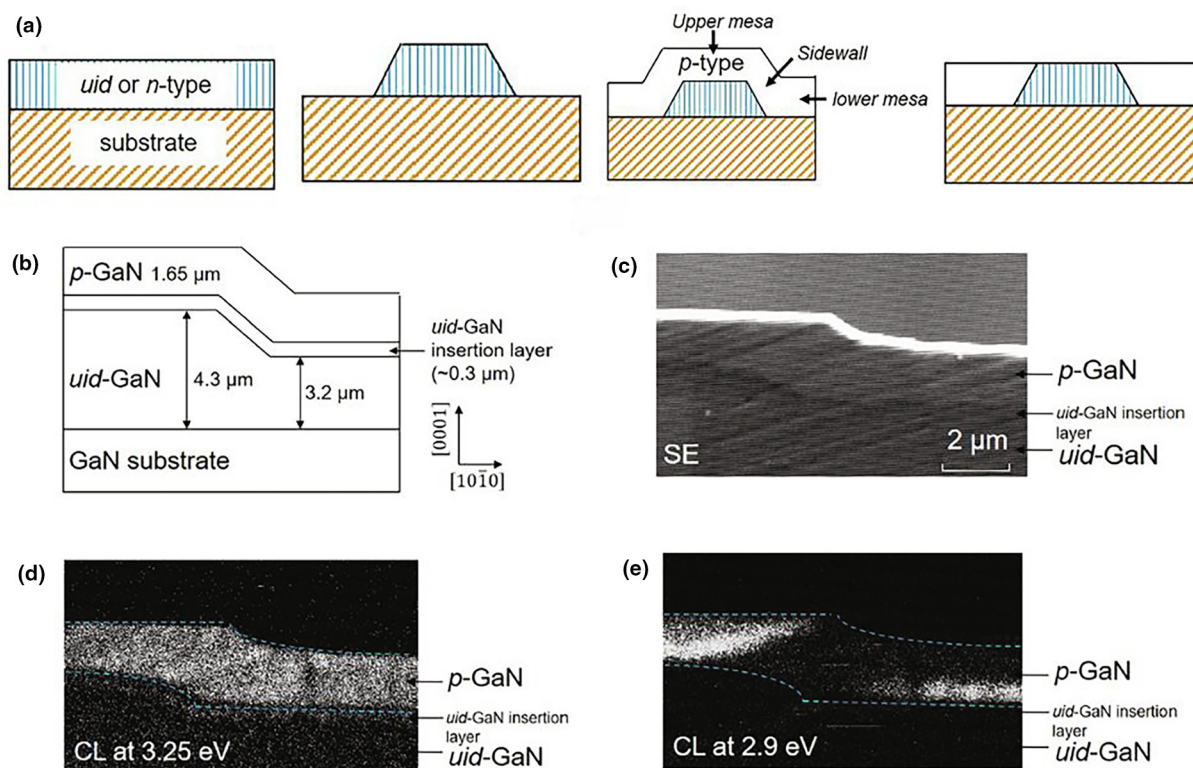 (a)
uid or n-type
substrate
Upper mesa
p-type
Sidewall
lower mesa
(b)
p-GaN 1.65 µm
uid-GaN
4.3 µm
3.2 µm
GaN substrate
uid-GaN
insertion layer
(~0.3 µm)
[0001]
[101̅0]
(c)
SE
2 µm
p-GaN
uid-GaN insertion
layer
uid-GaN
(d)
CL at 3.25 eV
p-GaN
uid-GaN insertion
layer
uid-GaN
(e)
CL at 2.9 eV
p-GaN
uid-GaN insertion
layer
uid-GaN